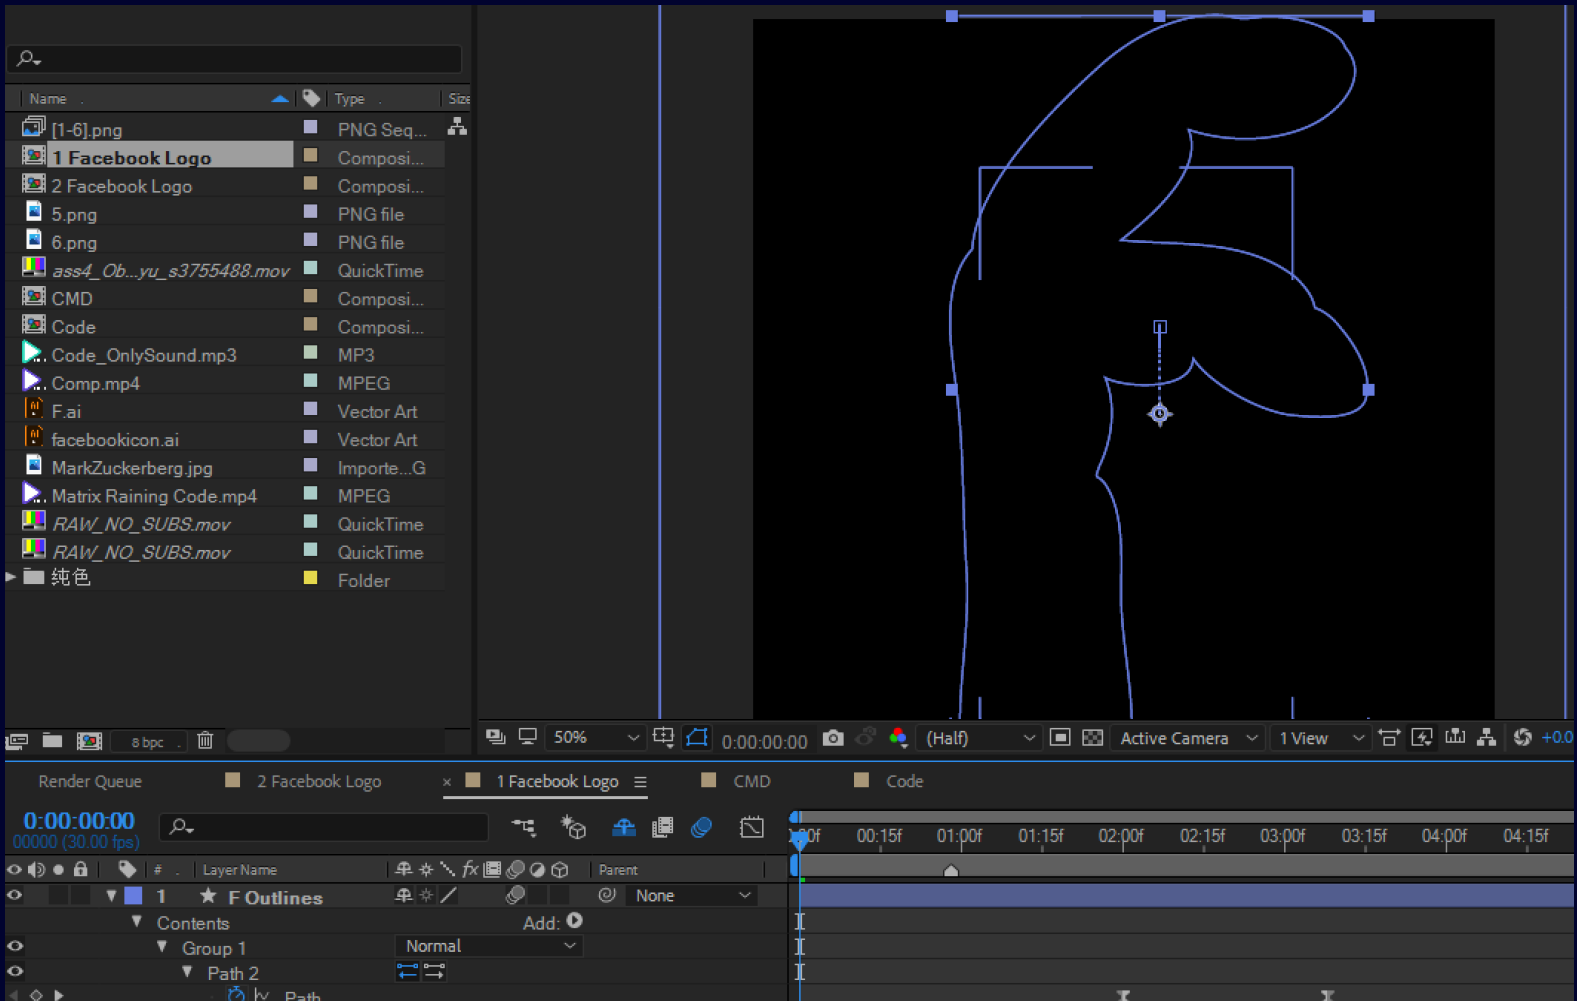 Name . Type . Size
[1-6].png PNG Seq...
1 Facebook Logo Composi...
2 Facebook Logo Composi...
5.png PNG file
6.png PNG file
ass4_Ob...yu_s3755488.mov QuickTime
CMD Composi...
Code Composi...
Code_OnlySound.mp3 MP3
Comp.mp4 MPEG
F.ai Vector Art
facebookicon.ai Vector Art
MarkZuckerberg.jpg Importe...G
Matrix Raining Code.mp4 MPEG
RAW_NO_SUBS.mov QuickTime
RAW_NO_SUBS.mov QuickTime
纯色 Folder
8 bpc . 50% 0:00:00:00 (Half) Active Camera 1 View +0.0
Render Queue 2 Facebook Logo × 1 Facebook Logo CMD Code
0:00:00:00
00000 (30.00 fps)
:00f 00:15f 01:00f 01:15f 02:00f 02:15f 03:00f 03:15f 04:00f 04:15f
# . Layer Name fx Parent
1 F Outlines None
Contents Add:
Group 1 Normal
Path 2
Path